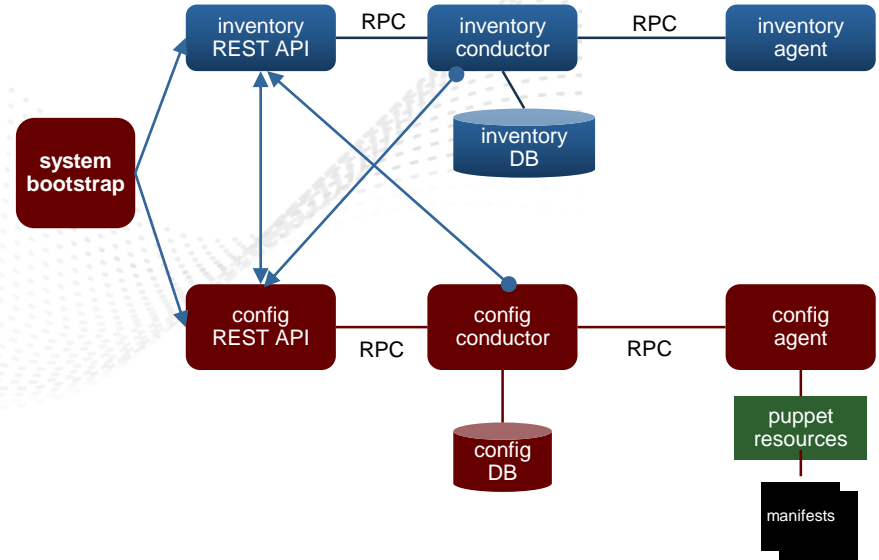 inventory
REST API
RPC
inventory
conductor
RPC
inventory
agent
inventory
DB
system
bootstrap
config
REST API
RPC
config
conductor
RPC
config
agent
puppet
resources
config
DB
manifests